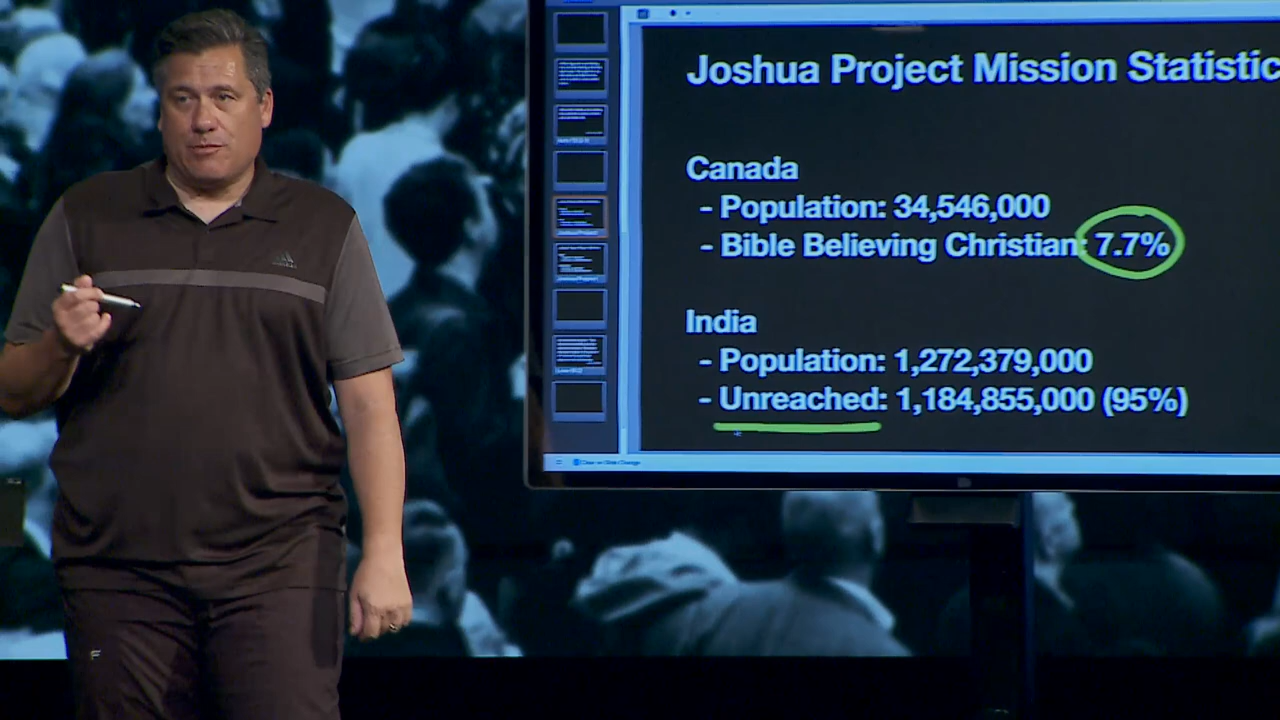 Joshua Project Mission Statistic
Canada
- Population: 34,546,000
- Bible Believing Christian: 7.7%
India
- Population: 1,272,379,000
- Unreached: 1,184,855,000 (95%)